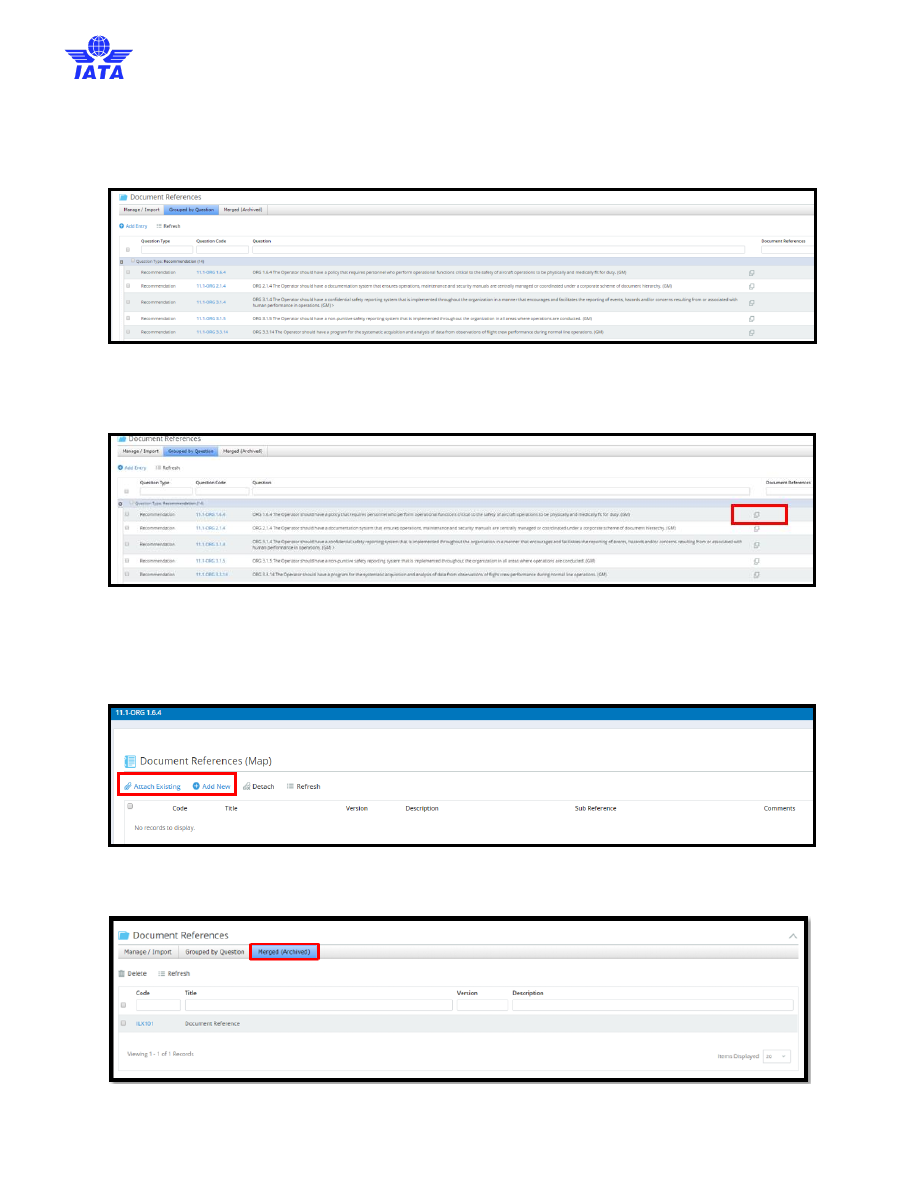 IATA
Document References
Manage / Import Grouped by Question Merged (Archived)
Add Entry Refresh
Question Type Question Code Question Document References
Question Type: Recommendation
Recommendation 11.1-ORG 1.6.4 ORG 1.6.4 The Operator should have a policy that requires personnel who perform operational functions critical to the safety of aircraft operations to be physically and medically fit for duty. (GM)
Recommendation 11.1-ORG 2.1.4 ORG 2.1.4 The Operator should have a documentation system that ensures operations, maintenance and security manuals are centrally managed or coordinated under a corporate scheme of document hierarchy. (GM)
Recommendation 11.1-ORG 3.1.4 ORG 3.1.4 The Operator should have a confidential safety reporting system that is implemented throughout the organization in a manner that encourages and facilitates the reporting of events, hazards and/or concerns resulting from or associated with
human performance in operations. (GM)
Recommendation 11.1-ORG 3.1.5 ORG 3.1.5 The Operator should have a non-punitive safety reporting system that is implemented throughout the organization in all areas where operations are conducted. (GM)
Recommendation 11.1-ORG 3.3.14 ORG 3.3.14 The Operator should have a program for the systematic acquisition and analysis of data from observations of flight crew performance during normal line operations. (GM)
Document References
Manage / Import Grouped by Question Merged (Archived)
Add Entry Refresh
Question Type Question Code Question Document References
Question Type: Recommendation
Recommendation 11.1-ORG 1.6.4 ORG 1.6.4 The Operator should have a policy that requires personnel who perform operational functions critical to the safety of aircraft operations to be physically and medically fit for duty. (GM)
Recommendation 11.1-ORG 2.1.4 ORG 2.1.4 The Operator should have a documentation system that ensures operations, maintenance and security manuals are centrally managed or coordinated under a corporate scheme of document hierarchy. (GM)
Recommendation 11.1-ORG 3.1.4 ORG 3.1.4 The Operator should have a confidential safety reporting system that is implemented throughout the organization in a manner that encourages and facilitates the reporting of events, hazards and/or concerns resulting from or associated with
human performance in operations. (GM)
Recommendation 11.1-ORG 3.1.5 ORG 3.1.5 The Operator should have a non-punitive safety reporting system that is implemented throughout the organization in all areas where operations are conducted. (GM)
Recommendation 11.1-ORG 3.3.14 ORG 3.3.14 The Operator should have a program for the systematic acquisition and analysis of data from observations of flight crew performance during normal line operations. (GM)
11.1-ORG 1.6.4
Document References (Map)
Attach Existing Add New Detach Refresh
Code Title Version Description Sub Reference Comments
No records to display.
Document References
Manage / Import Grouped by Question Merged (Archived)
Delete Refresh
Code Title Version Description
Document Reference
Viewing 1 - 1 of 1 Records
Items Displayed 20